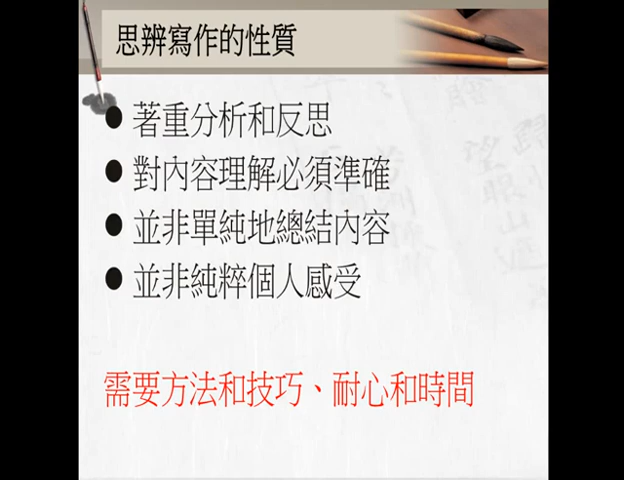 思辨寫作的性質
● 著重分析和反思
● 對內容理解必須準確
● 並非單純地總結內容
● 並非純粹個人感受
需要方法和技巧、耐心和時間